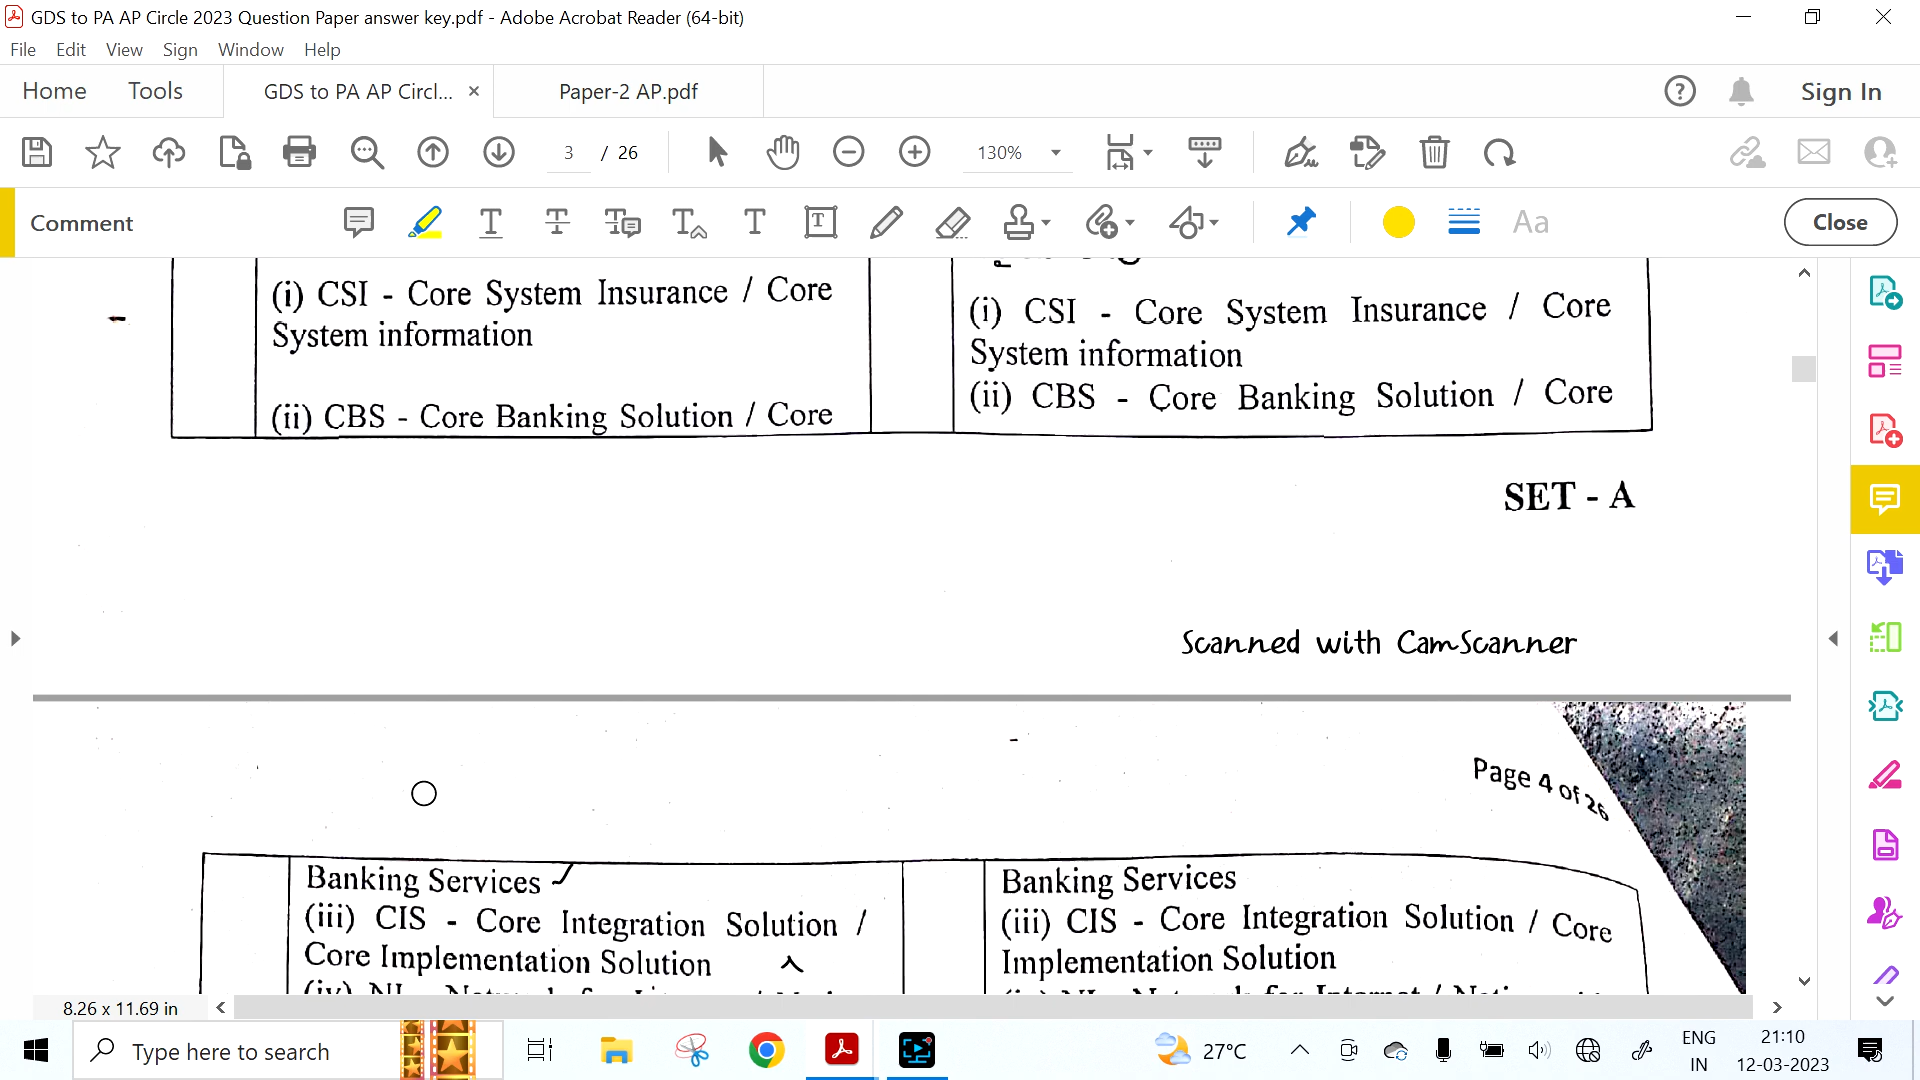 GDS to PA AP Circle 2023 Question Paper answer key.pdf - Adobe Acrobat Reader (64-bit)
File Edit View Sign Window Help
Home Tools GDS to PA AP Circl... × Paper-2 AP.pdf Sign In
3 / 26 130%
Comment Aa Close
(i) CSI - Core System Insurance / Core
System information
(ii) CBS - Core Banking Solution / Core
(i) CSI - Core System Insurance / Core
System information
(ii) CBS - Core Banking Solution / Core
SET - A
Scanned with CamScanner
Page 4 of 26
Banking Services
(iii) CIS - Core Integration Solution /
Core Implementation Solution
Banking Services
(iii) CIS - Core Integration Solution / Core
Implementation Solution
8.26 x 11.69 in
Type here to search
27°C
ENG
IN
21:10
12-03-2023